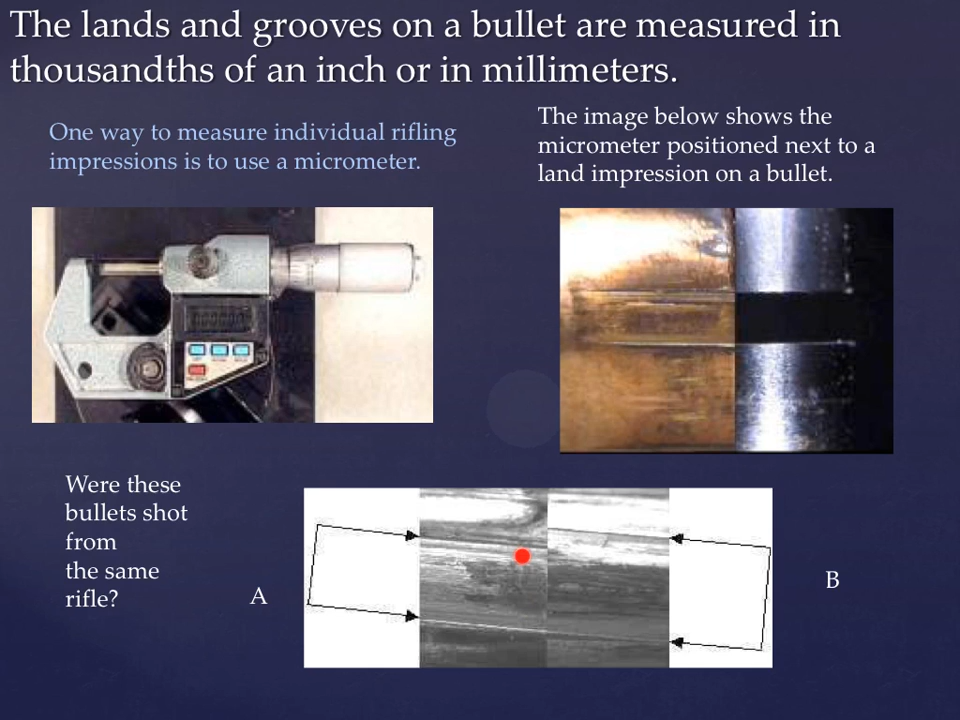 The lands and grooves on a bullet are measured in
thousandths of an inch or in millimeters.
One way to measure individual rifling
impressions is to use a micrometer.
The image below shows the
micrometer positioned next to a
land impression on a bullet.
Were these
bullets shot
from
the same
rifle?
A
B